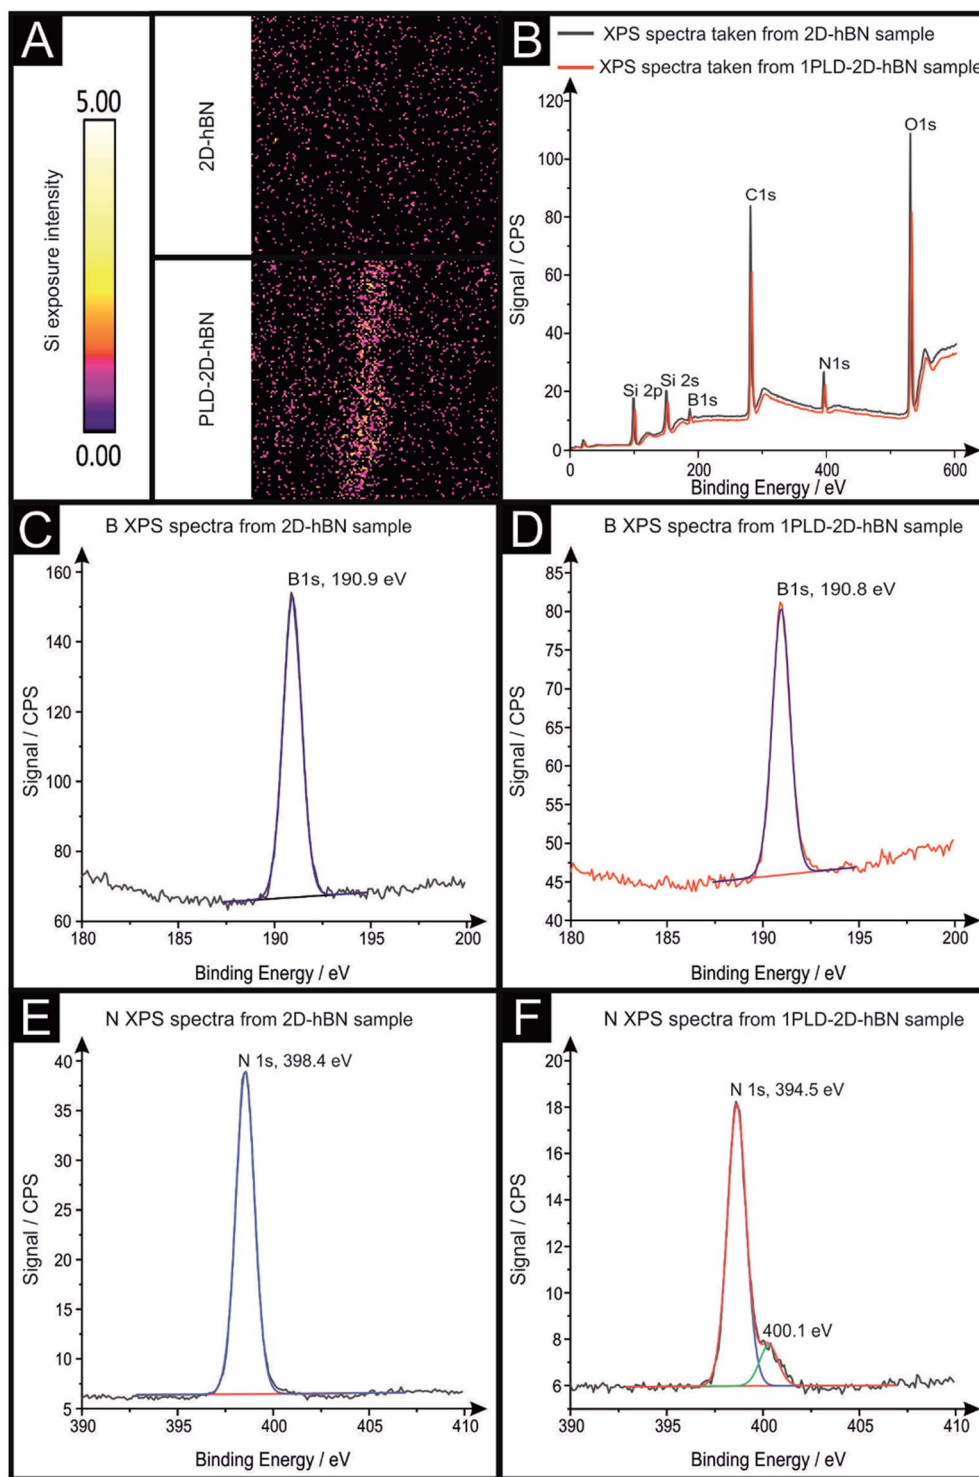 A
5.00
Si exposure intensity
0.00
2D-hBN
PLD-2D-hBN
B
XPS spectra taken from 2D-hBN sample
XPS spectra taken from 1PLD-2D-hBN sample
120
100
80
60
40
20
0
Signal / CPS
Si 2p
Si 2s
B1s
C1s
N1s
O1s
0 200 300 400 600
Binding Energy / eV
C
B XPS spectra from 2D-hBN sample
B1s, 190.9 eV
160
140
120
100
80
60
Signal / CPS
180 185 191 195 200
Binding Energy / eV
D
B XPS spectra from 1PLD-2D-hBN sample
B1s, 190.8 eV
85
80
75
70
65
60
55
50
45
40
Signal / CPS
180 185 191 195 200
Binding Energy / eV
E
N XPS spectra from 2D-hBN sample
N 1s, 398.4 eV
40
35
30
25
20
15
10
5
Signal / CPS
390 395 400 405 410
Binding Energy / eV
F
N XPS spectra from 1PLD-2D-hBN sample
N 1s, 394.5 eV
400.1 eV
20
18
16
14
12
10
8
6
5
Signal / CPS
390 395 400 405 410
Binding Energy / eV